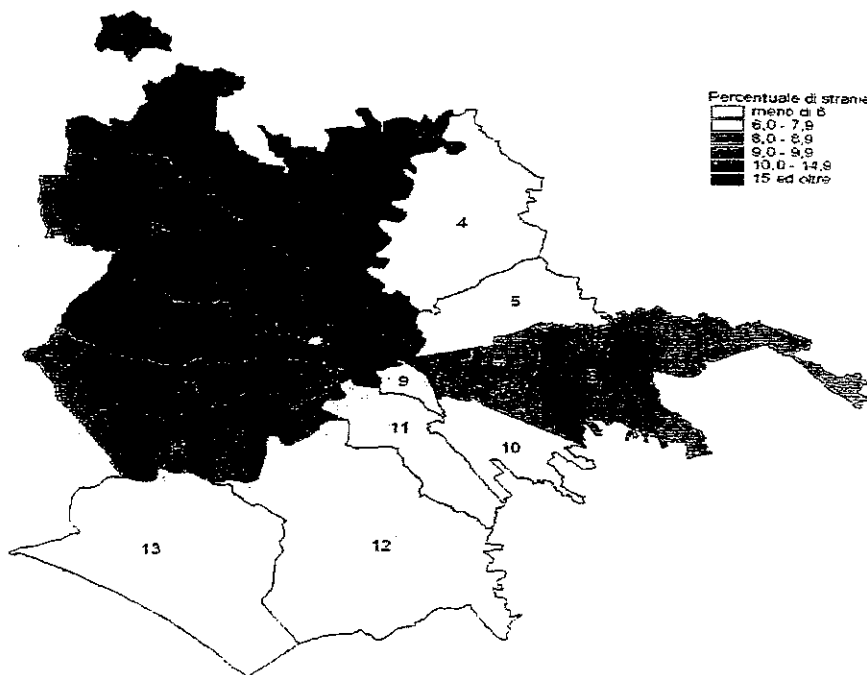 Percentuale di stranie
meno di 6
6,0 - 7,9
8,0 - 8,9
9,0 - 9,9
10,0 - 14,9
15 ed oltre
4
5
9
11
10
13
12